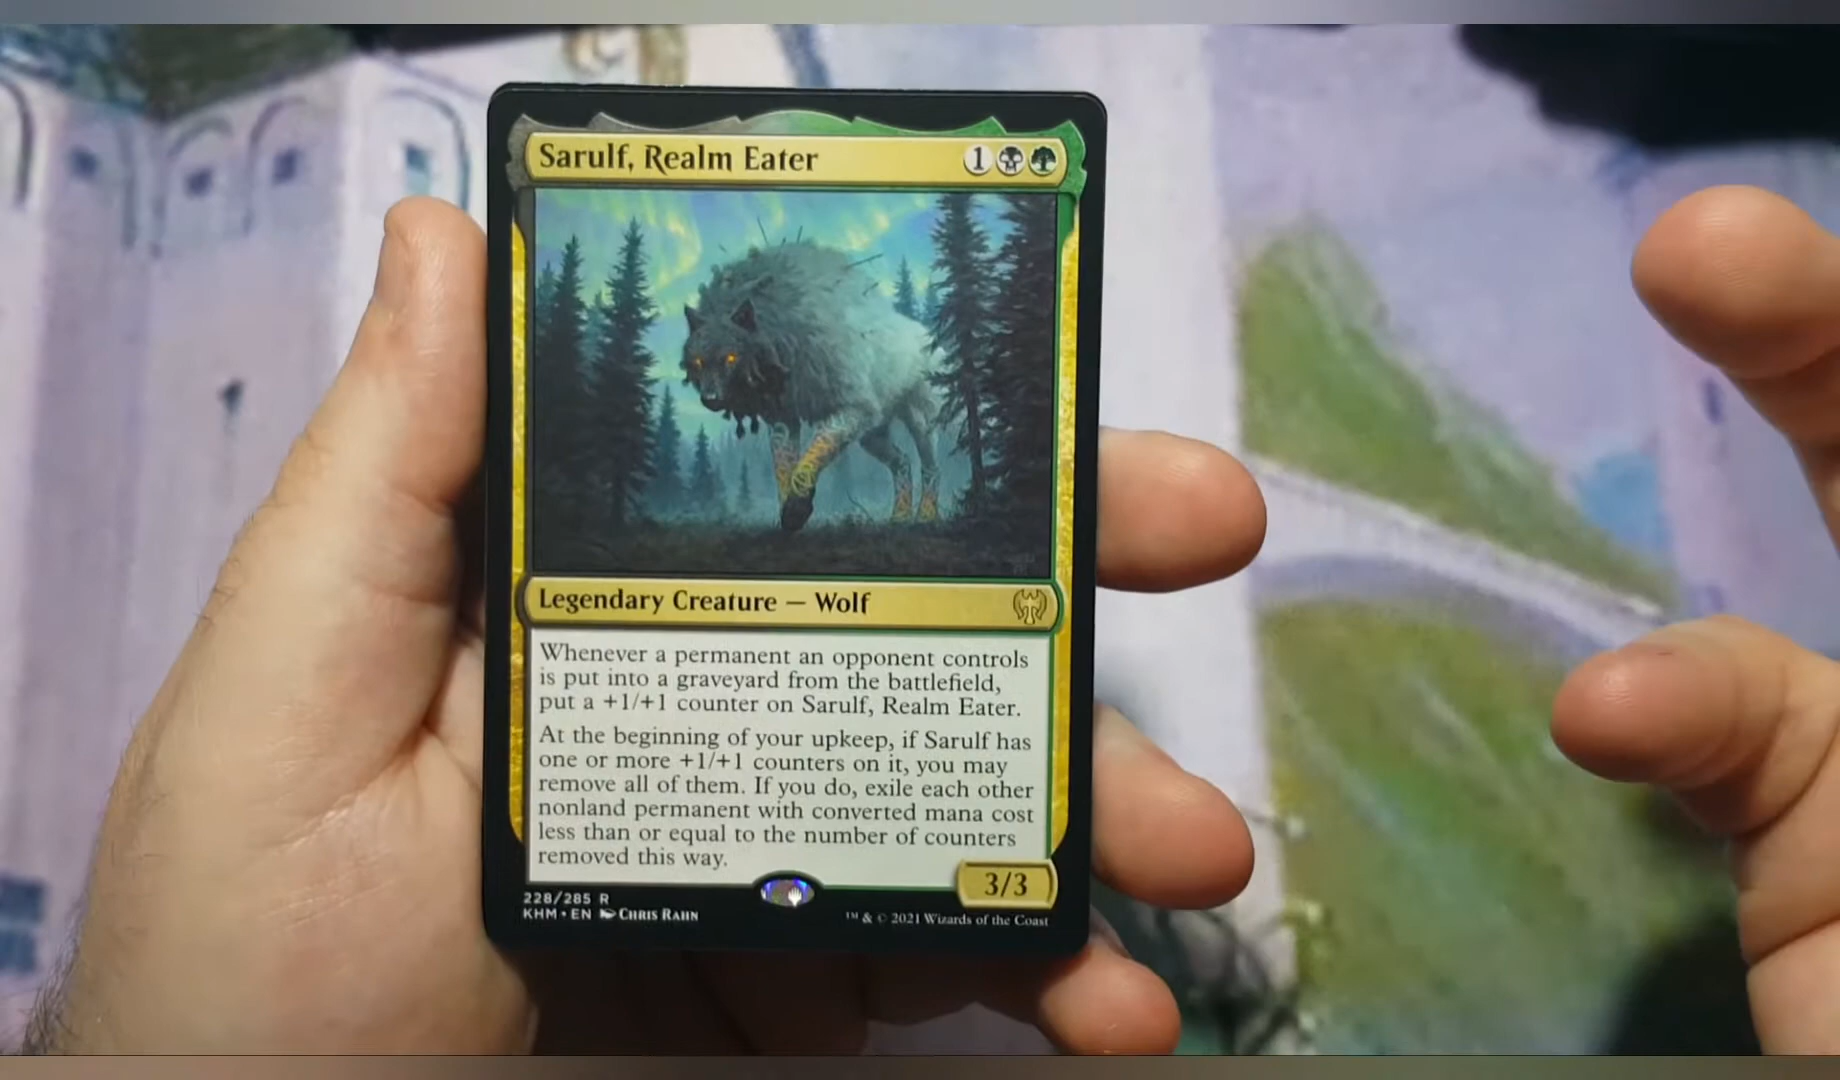 Sarulf, Realm Eater 1
Legendary Creature — Wolf
Whenever a permanent an opponent controls
is put into a graveyard from the battlefield,
put a +1/+1 counter on Sarulf, Realm Eater.
At the beginning of your upkeep, if Sarulf has
one or more +1/+1 counters on it, you may
remove all of them. If you do, exile each other
nonland permanent with converted mana cost
less than or equal to the number of counters
removed this way.
3/3
228/285 R
KHM • EN Chris Rahn
™ & © 2021 Wizards of the Coast